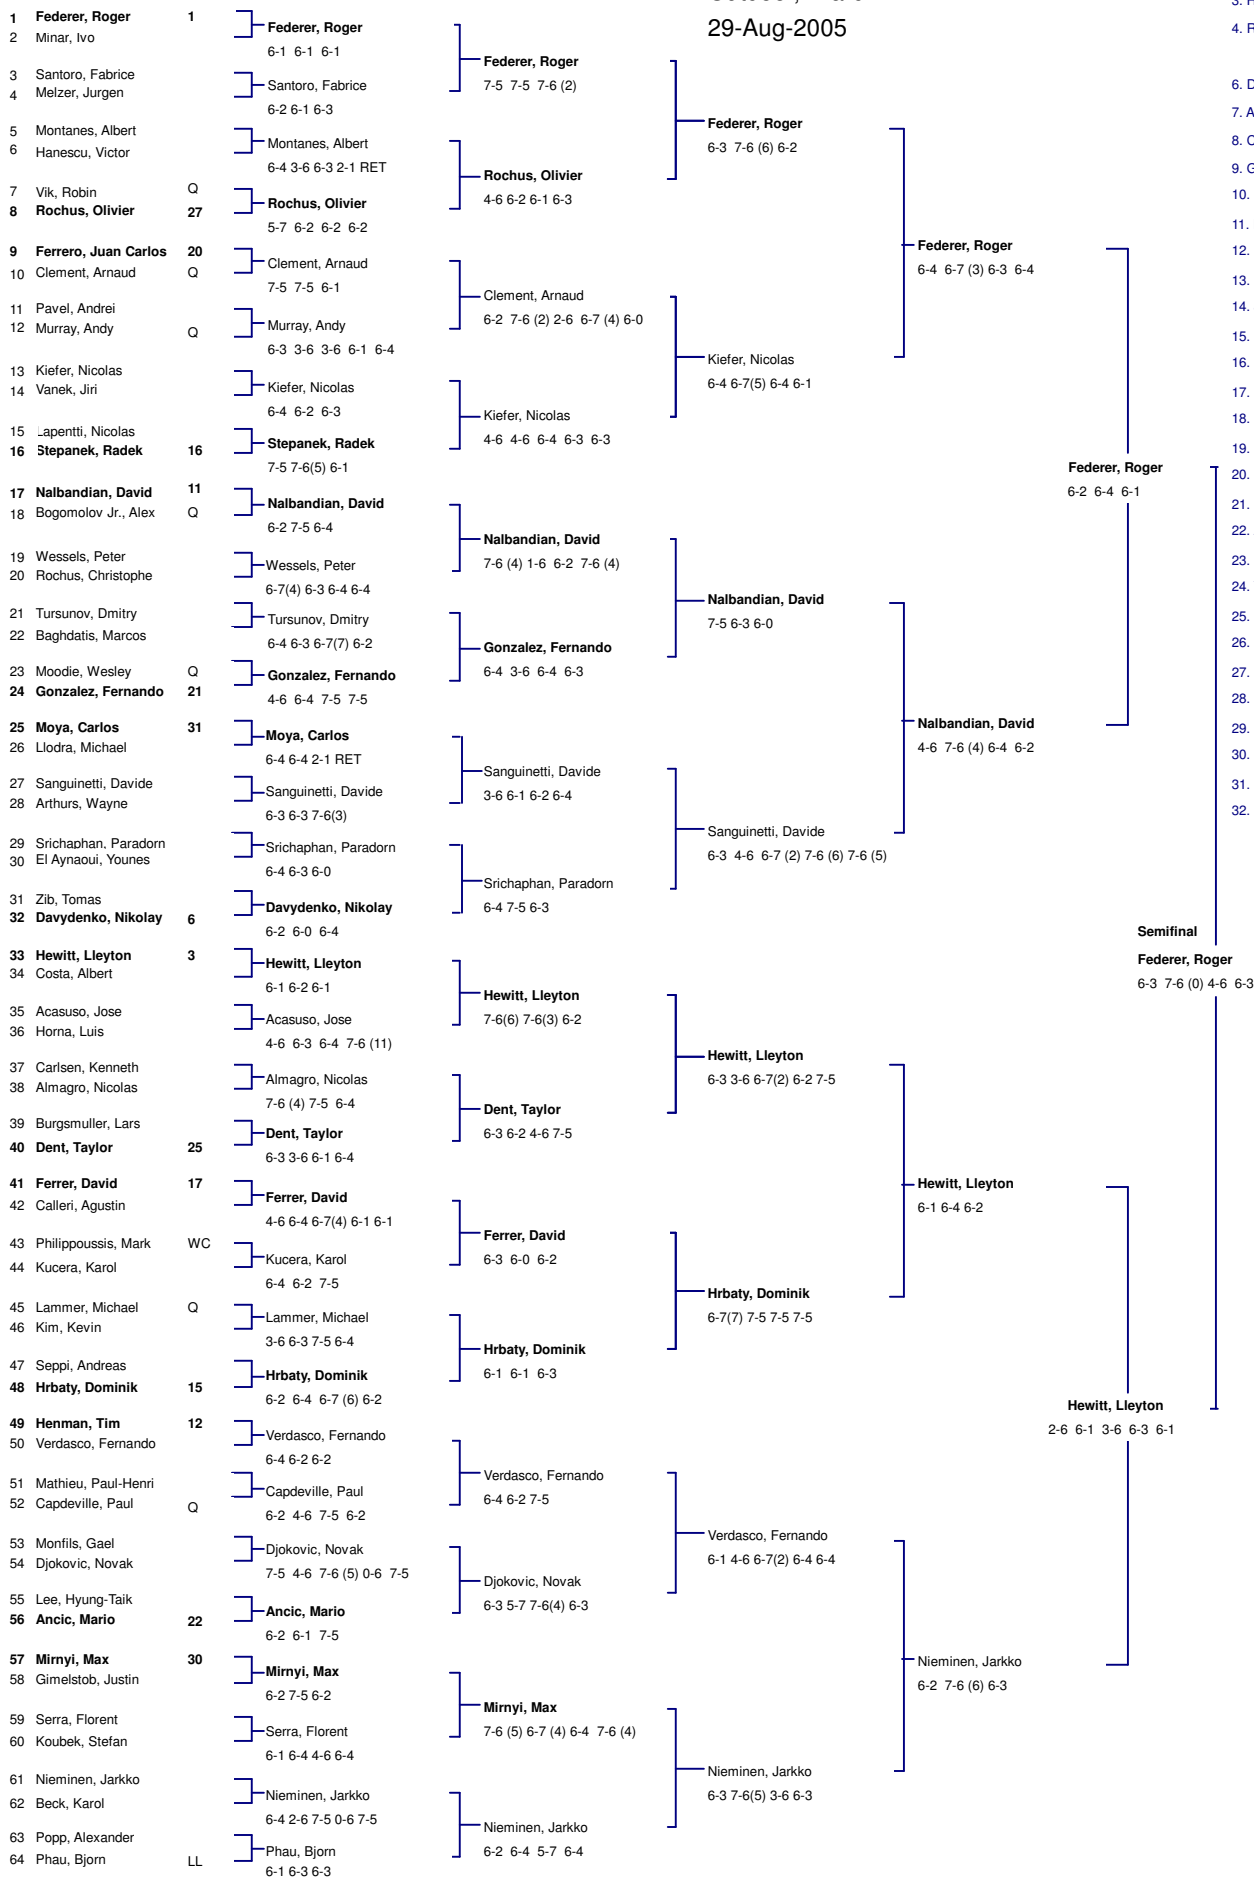 29-Aug-2005
1 Federer, Roger 1
2 Minar, Ivo
3 Santoro, Fabrice
4 Melzer, Jurgen
5 Montanes, Albert
6 Hanescu, Victor
7 Vik, Robin Q
8 Rochus, Olivier 27
9 Ferrero, Juan Carlos 20
10 Clement, Arnaud Q
11 Pavel, Andrei
12 Murray, Andy Q
13 Kiefer, Nicolas
14 Vanek, Jiri
15 Lapentti, Nicolas
16 Stepanek, Radek 16
17 Nalbandian, David 11
18 Bogomolov Jr., Alex Q
19 Wessels, Peter
20 Rochus, Christophe
21 Tursunov, Dmitry
22 Baghdatis, Marcos
23 Moodie, Wesley Q
24 Gonzalez, Fernando 21
25 Moya, Carlos 31
26 Llodra, Michael
27 Sanguinetti, Davide
28 Arthurs, Wayne
29 Srichaphan, Paradorn
30 El Aynaoui, Younes
31 Zib, Tomas
32 Davydenko, Nikolay 6
33 Hewitt, Lleyton 3
34 Costa, Albert
35 Acasuso, Jose
36 Horna, Luis
37 Carlsen, Kenneth
38 Almagro, Nicolas
39 Burgsmuller, Lars
40 Dent, Taylor 25
41 Ferrer, David 17
42 Calleri, Agustin
43 Philippoussis, Mark WC
44 Kucera, Karol
45 Lammer, Michael Q
46 Kim, Kevin
47 Seppi, Andreas
48 Hrbaty, Dominik 15
49 Henman, Tim 12
50 Verdasco, Fernando
51 Mathieu, Paul-Henri
52 Capdeville, Paul Q
53 Monfils, Gael
54 Djokovic, Novak
55 Lee, Hyung-Taik
56 Ancic, Mario 22
57 Mirnyi, Max 30
58 Gimelstob, Justin
59 Serra, Florent
60 Koubek, Stefan
61 Nieminen, Jarkko
62 Beck, Karol
63 Popp, Alexander
64 Phau, Bjorn LL
Federer, Roger
6-1 6-1 6-1
Santoro, Fabrice
6-2 6-1 6-3
Montanes, Albert
6-4 3-6 6-3 2-1 RET
Rochus, Olivier
5-7 6-2 6-2 6-2
Clement, Arnaud
7-5 7-5 6-1
Murray, Andy
6-3 3-6 3-6 6-1 6-4
Kiefer, Nicolas
6-4 6-2 6-3
Stepanek, Radek
7-5 7-6(5) 6-1
Nalbandian, David
6-2 7-5 6-4
Wessels, Peter
6-7(4) 6-3 6-4 6-4
Tursunov, Dmitry
6-4 6-3 6-7(7) 6-2
Gonzalez, Fernando
4-6 6-4 7-5 7-5
Moya, Carlos
6-4 6-4 2-1 RET
Sanguinetti, Davide
6-3 6-3 7-6(3)
Srichaphan, Paradorn
6-4 6-3 6-0
Davydenko, Nikolay
6-2 6-0 6-4
Hewitt, Lleyton
6-1 6-2 6-1
Acasuso, Jose
4-6 6-3 6-4 7-6 (11)
Almagro, Nicolas
7-6 (4) 7-5 6-4
Dent, Taylor
6-3 3-6 6-1 6-4
Ferrer, David
4-6 6-4 6-7(4) 6-1 6-1
Kucera, Karol
6-4 6-2 7-5
Lammer, Michael
3-6 6-3 7-5 6-4
Hrbaty, Dominik
6-2 6-4 6-7 (6) 6-2
Verdasco, Fernando
6-4 6-2 6-2
Capdeville, Paul
6-2 4-6 7-5 6-2
Djokovic, Novak
7-5 4-6 7-6 (5) 0-6 7-5
Ancic, Mario
6-2 6-1 7-5
Mirnyi, Max
6-2 7-5 6-2
Serra, Florent
6-1 6-4 4-6 6-4
Nieminen, Jarkko
6-4 2-6 7-5 0-6 7-5
Phau, Bjorn
6-1 6-3 6-3
Federer, Roger
7-5 7-5 7-6 (2)
Rochus, Olivier
4-6 6-2 6-1 6-3
Clement, Arnaud
6-2 7-6 (2) 2-6 6-7 (4) 6-0
Kiefer, Nicolas
4-6 4-6 6-4 6-3 6-3
Nalbandian, David
7-6 (4) 1-6 6-2 7-6 (4)
Gonzalez, Fernando
6-4 3-6 6-4 6-3
Sanguinetti, Davide
3-6 6-1 6-2 6-4
Srichaphan, Paradorn
6-4 7-5 6-3
Hewitt, Lleyton
7-6(6) 7-6(3) 6-2
Dent, Taylor
6-3 6-2 4-6 7-5
Ferrer, David
6-3 6-0 6-2
Hrbaty, Dominik
6-1 6-1 6-3
Verdasco, Fernando
6-4 6-2 7-5
Djokovic, Novak
6-3 5-7 7-6(4) 6-3
Mirnyi, Max
7-6 (5) 6-7 (4) 6-4 7-6 (4)
Nieminen, Jarkko
6-2 6-4 5-7 6-4
Federer, Roger
6-3 7-6 (6) 6-2
Kiefer, Nicolas
6-4 6-7(5) 6-4 6-1
Nalbandian, David
7-5 6-3 6-0
Sanguinetti, Davide
6-3 4-6 6-7 (2) 7-6 (6) 7-6 (5)
Hewitt, Lleyton
6-3 3-6 6-7(2) 6-2 7-5
Hrbaty, Dominik
6-7(7) 7-5 7-5 7-5
Verdasco, Fernando
6-1 4-6 6-7(2) 6-4 6-4
Nieminen, Jarkko
6-3 7-6(5) 3-6 6-3
Federer, Roger
6-4 6-7 (3) 6-3 6-4
Nalbandian, David
4-6 7-6 (4) 6-4 6-2
Hewitt, Lleyton
6-1 6-4 6-2
Nieminen, Jarkko
6-2 7-6 (6) 6-3
Federer, Roger
6-2 6-4 6-1
Hewitt, Lleyton
2-6 6-1 3-6 6-3 6-1
Semifinal
Federer, Roger
6-3 7-6 (0) 4-6 6-3
4. R
6. D
7. A
8. C
9. G
10.
11.
12.
13.
14.
15.
16.
17.
18.
19.
20.
21.
22.
23.
24.
25.
26.
27.
28.
29.
30.
31.
32.